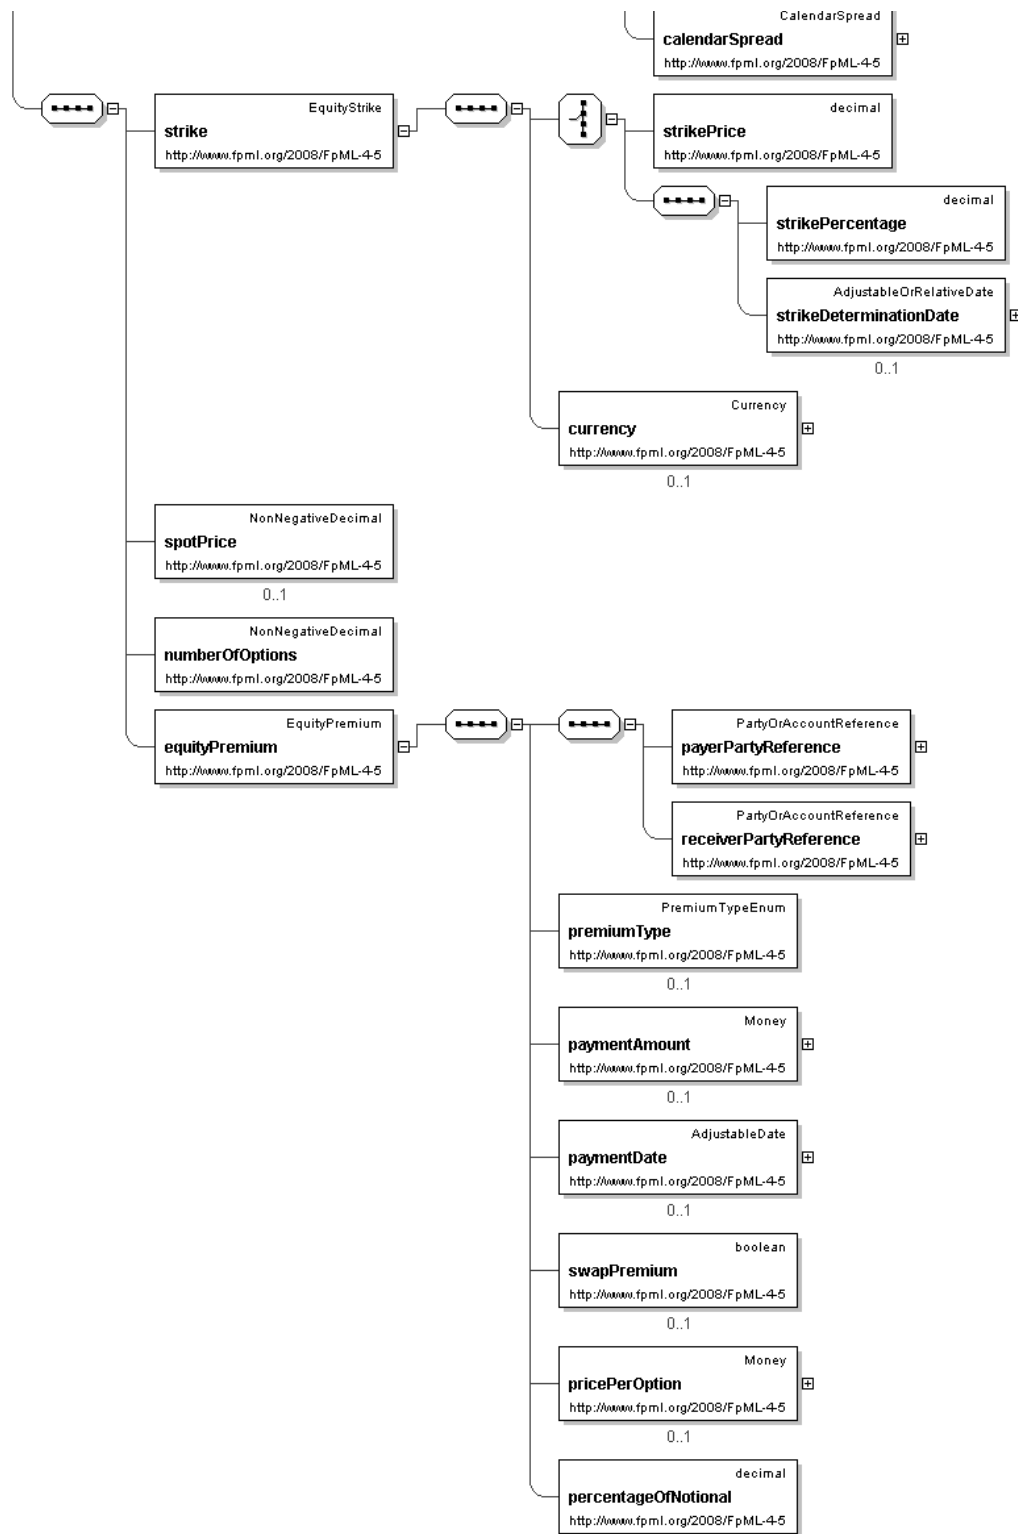 CalendarSpread
calendarSpread
http://www.fpml.org/2008/FpML-4-5
EquityStrike
strike
http://www.fpml.org/2008/FpML-4-5
decimal
strikePrice
http://www.fpml.org/2008/FpML-4-5
decimal
strikePercentage
http://www.fpml.org/2008/FpML-4-5
AdjustableOrRelativeDate
strikeDeterminationDate
http://www.fpml.org/2008/FpML-4-5
0..1
Currency
currency
http://www.fpml.org/2008/FpML-4-5
0..1
NonNegativeDecimal
spotPrice
http://www.fpml.org/2008/FpML-4-5
0..1
NonNegativeDecimal
numberOfOptions
http://www.fpml.org/2008/FpML-4-5
EquityPremium
equityPremium
http://www.fpml.org/2008/FpML-4-5
PartyOrAccountReference
payerPartyReference
http://www.fpml.org/2008/FpML-4-5
PartyOrAccountReference
receiverPartyReference
http://www.fpml.org/2008/FpML-4-5
PremiumTypeEnum
premiumType
http://www.fpml.org/2008/FpML-4-5
0..1
Money
paymentAmount
http://www.fpml.org/2008/FpML-4-5
0..1
AdjustableDate
paymentDate
http://www.fpml.org/2008/FpML-4-5
0..1
boolean
swapPremium
http://www.fpml.org/2008/FpML-4-5
0..1
Money
pricePerOption
http://www.fpml.org/2008/FpML-4-5
0..1
decimal
percentageOfNotional
http://www.fpml.org/2008/FpML-4-5